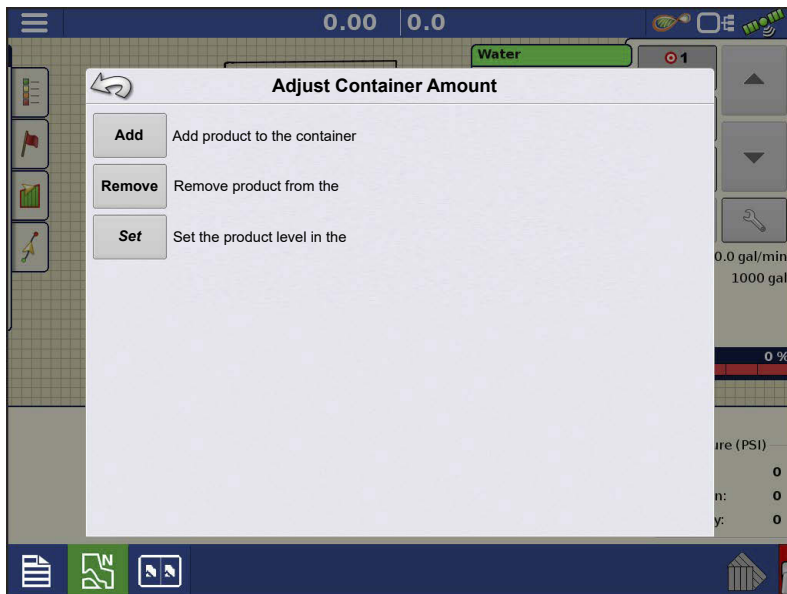 0.00 0.0
Water
1
Adjust Container Amount
Add Add product to the container
Remove Remove product from the
Set Set the product level in the
0.0 gal/min
1000 gal
0 %
ure (PSI)
0
n: 0
y: 0
N